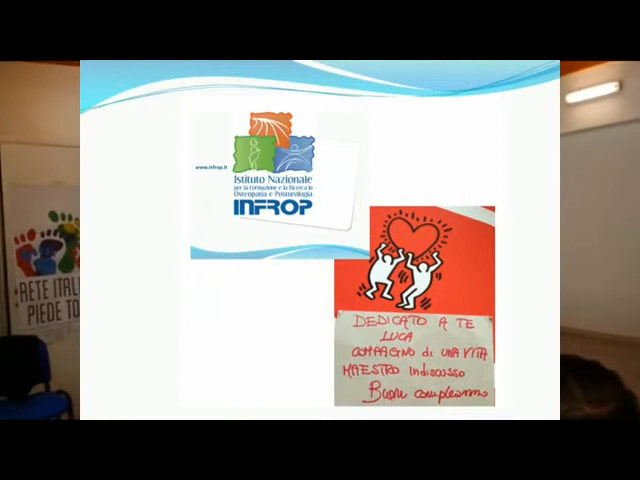 www.infrop.it
Istituto Nazionale
per la Formazione e la Ricerca in
Osteopatia e Posturologia
INFROP
RETE ITAL
PIEDE TO
DEDICATO A TE
LUCA
COMPAGNO di UNA VITA
MAESTRO indiscusso
Buon compleanno